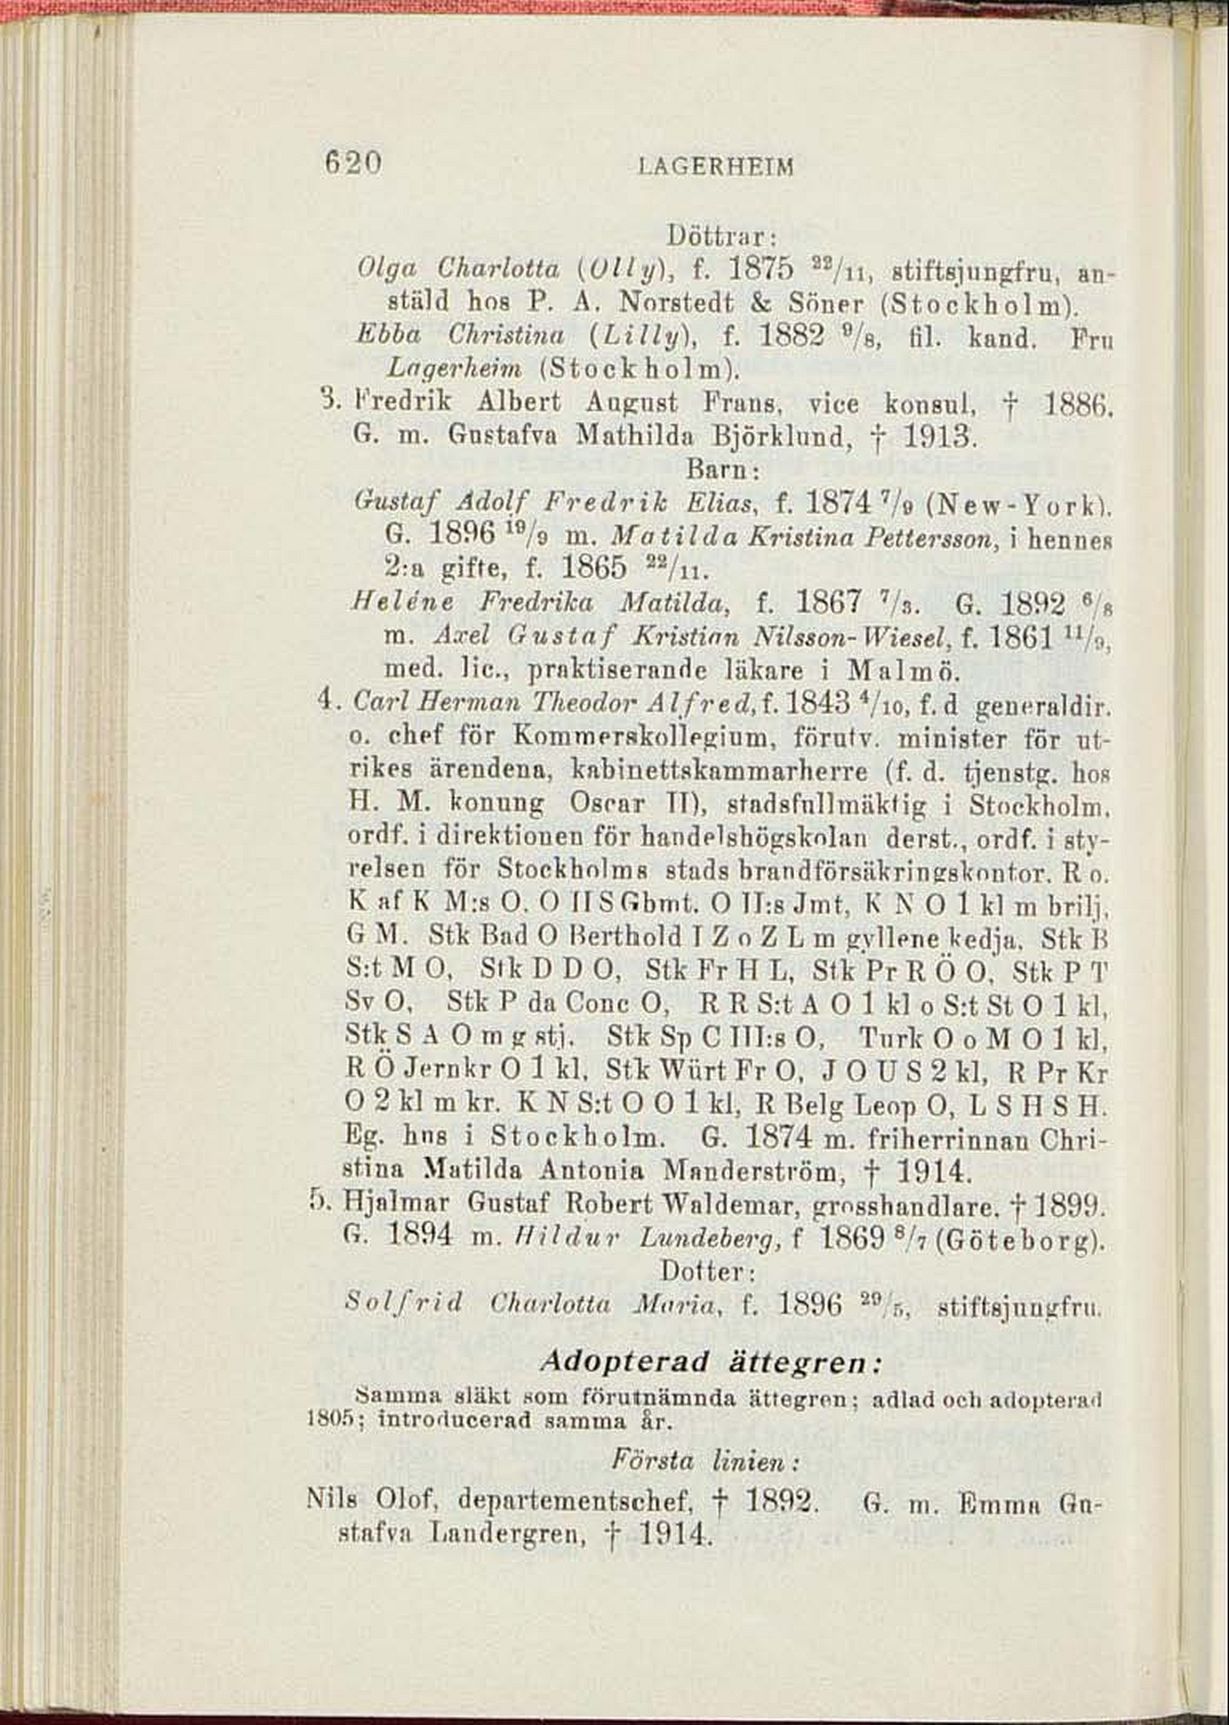 620 LAGERHEIM
Döttrar:
Olga Charlotta (Olly), f. 1875 22/11, stiftsjungfru, an-
stäld hos P. A. Norstedt & Söner (Stockholm).
Ebba Christina (Lilly), f. 1882 9/8, fil. kand. Fru
Lagerheim (Stockholm).
3. Fredrik Albert August Frans, vice konsul, † 1886.
G. m. Gustafva Mathilda Björklund, † 1913.
Barn:
Gustaf Adolf Fredrik Elias, f. 1874 7/9 (New-York).
G. 1896 19/9 m. Matilda Kristina Pettersson, i hennes
2:a gifte, f. 1865 22/11.
Heléne Fredrika Matilda, f. 1867 7/3. G. 1892 6/8
m. Axel Gustaf Kristian Nilsson-Wiesel, f. 1861 11/9,
med. lic., praktiserande läkare i Malmö.
4. Carl Herman Theodor Alfred, f. 1843 4/10, f. d generaldir.
o. chef för Kommerskollegium, förutv. minister för ut-
rikes ärendena, kabinettskammarherre (f. d. tjenstg. hos
H. M. konung Oscar II), stadsfullmäktig i Stockholm,
ordf. i direktionen för handelshögskolan derst., ordf. i sty-
relsen för Stockholms stads brandförsäkringskontor. R o.
K af K M:s O. O II S Gbmt. O II:s Jmt, K N O 1 kl m brilj,
G M. Stk Bad O Berthold I Z o Z L m gyllene kedja. Stk B
S:t M O, Stk D D O, Stk Fr H L, Stk Pr R Ö O, Stk P T
Sv O, Stk P da Conc O, R R S:t A O 1 kl o S:t St O 1 kl,
Stk S A O m g stj. Stk Sp C III:s O, Turk O o M O 1 kl,
R Ö Jernkr O 1 kl, Stk Würt Fr O, J O U S 2 kl, R Pr Kr
O 2 kl m kr. K N S:t O O 1 kl, R Belg Leop O, L S H S H.
Eg. hus i Stockholm. G. 1874 m. friherrinnan Chri-
stina Matilda Antonia Manderström, † 1914.
5. Hjalmar Gustaf Robert Waldemar, grosshandlare. † 1899.
G. 1894 m. Hildur Lundeberg, f 1869 8/7 (Göteborg).
Dotter:
Solfrid Charlotta Maria, f. 1896 29/5, stiftsjungfru.
Adopterad ättegren:
Samma släkt som förutnämnda ättegren; adlad och adopterad
1805; introducerad samma år.
Första linien:
Nils Olof, departementschef, † 1892. G. m. Emma Gu-
stafva Landergren, † 1914.